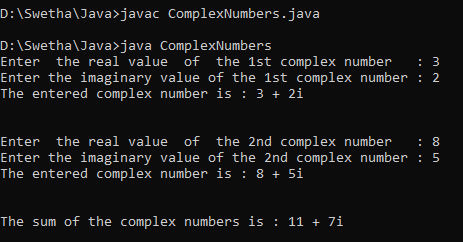 D:\Swetha\Java>javac ComplexNumbers.java
D:\Swetha\Java>java ComplexNumbers
Enter  the real value  of  the 1st complex number   : 3
Enter the imaginary value of the 1st complex number : 2
The entered complex number is : 3 + 2i
Enter  the real value  of  the 2nd complex number   : 8
Enter the imaginary value of the 2nd complex number : 5
The entered complex number is : 8 + 5i
The sum of the complex numbers is : 11 + 7i